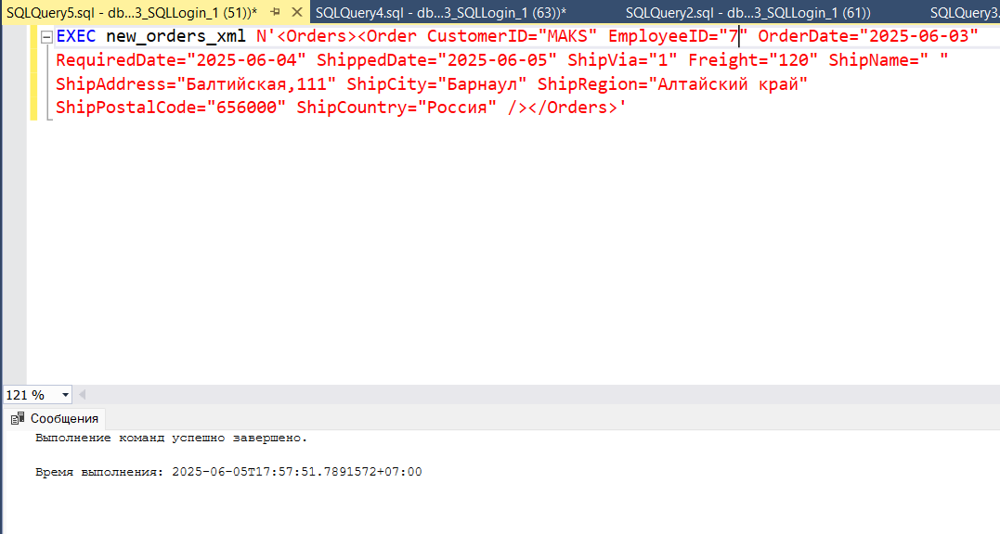 SQLQuery5.sql - db...3_SQLLogin_1 (51))* SQLQuery4.sql - db...3_SQLLogin_1 (63))* SQLQuery2.sql - db...3_SQLLogin_1 (61)) SQLQuery3.
EXEC new_orders_xml N'<Orders><Order CustomerID="MAKS" EmployeeID="7" OrderDate="2025-06-03"
RequiredDate="2025-06-04" ShippedDate="2025-06-05" ShipVia="1" Freight="120" ShipName=" "
ShipAddress="Балтийская,111" ShipCity="Барнаул" ShipRegion="Алтайский край"
ShipPostalCode="656000" ShipCountry="Россия" /></Orders>'
121 %
Сообщения
Выполнение команд успешно завершено.
Время выполнения: 2025-06-05T17:57:51.7891572+07:00